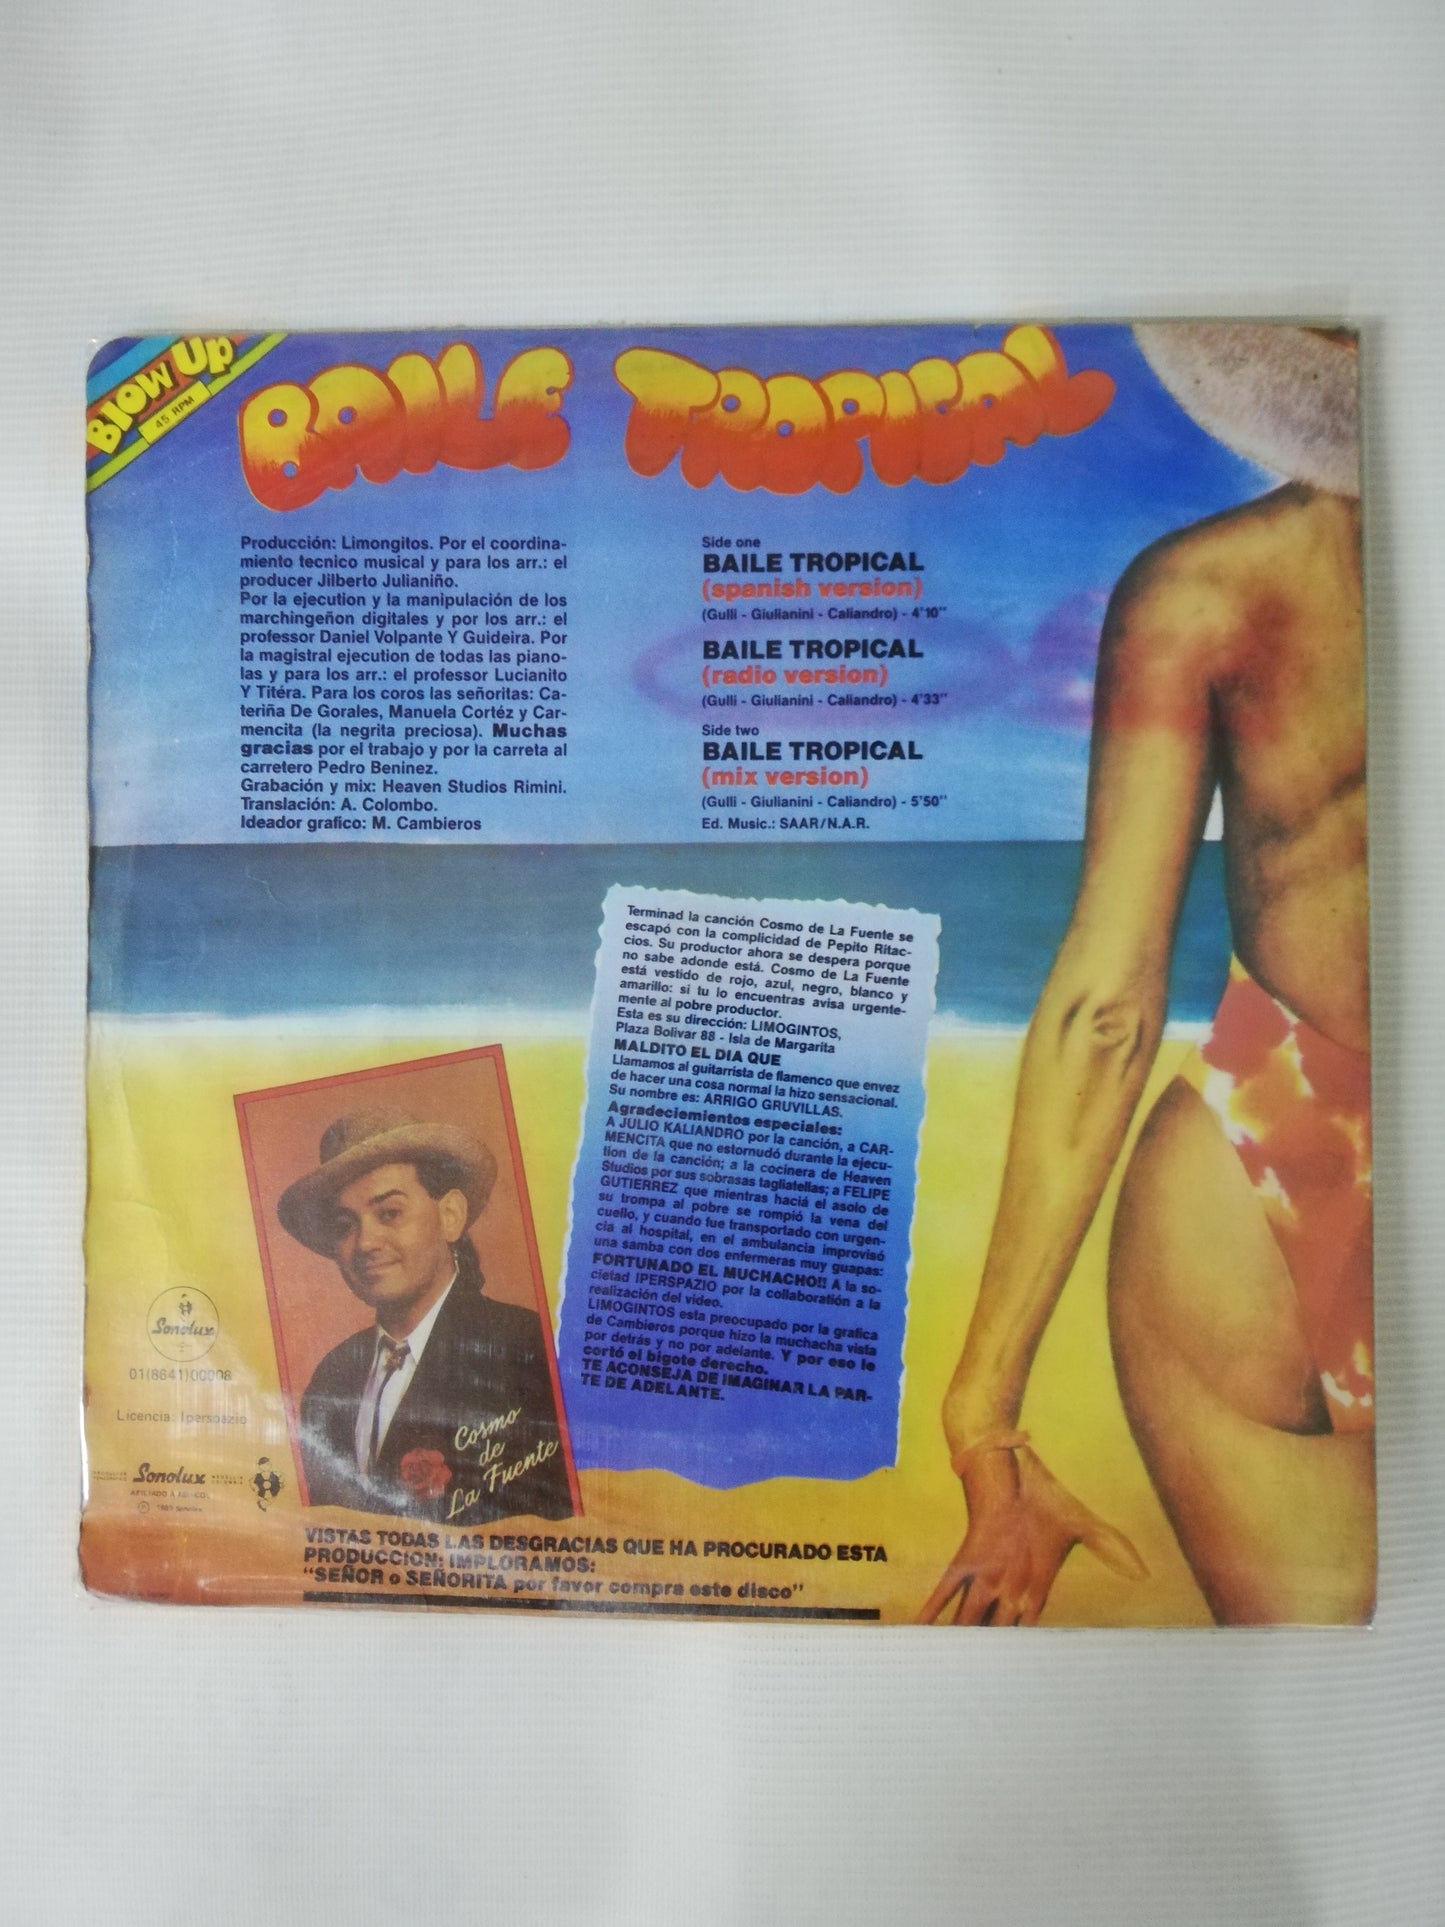 Blow Up
45 RPM
BAILE TROPICAL
Producción: Limongitos. Por el coordina-
miento tecnico musical y para los arr.: el
producer Jilberto Julianiño.
Por la ejecution y la manipulación de los
marchingeñon digitales y por los arr.: el
professor Daniel Volpante Y Guideira. Por
la magistral ejecution de todas las piano-
las y para los arr.: el professor Lucianito
Y Titéra. Para los coros las señoritas: Ca-
teriña De Gorales, Manuela Cortéz y Car-
mencita (la negrita preciosa). Muchas
gracias por el trabajo y por la carreta al
carretero Pedro Beninez.
Grabación y mix: Heaven Studios Rimini.
Translación: A. Colombo.
Ideador grafico: M. Cambieros
Side one
BAILE TROPICAL
(spanish version)
(Gulli - Giulianini - Caliandro) - 4'10"
BAILE TROPICAL
(radio version)
(Gulli - Giulianini - Caliandro) - 4'33"
Side two
BAILE TROPICAL
(mix version)
(Gulli - Giulianini - Caliandro) - 5'50"
Ed. Music.: SAAR/N.A.R.
Terminad la canción Cosmo de La Fuente se
escapó con la complicidad de Pepito Ritac-
cios. Su productor ahora se despera porque
no sabe adonde está. Cosmo de La Fuente
está vestido de rojo, azul, negro, blanco y
amarillo: si tu lo encuentras avisa urgente-
mente al pobre productor.
Esta es su dirección: LIMOGINTOS,
Plaza Bolivar 88 - Isla de Margarita
MALDITO EL DIA QUE
Llamamos al guitarrista de flamenco que envez
de hacer una cosa normal la hizo sensacional.
Su nombre es: ARRIGO GRUVILLAS.
Agradeciemientos especiales:
A JULIO KALIANDRO por la canción, a CAR-
MENCITA que no estornudó durante la ejecu-
tion de la canción; a la cocinera de Heaven
Studios por sus sobrasas tagliatellas; a FELIPE
GUTIERREZ que mientras haciá el asolo de
su trompa al pobre se rompió la vena del
cuello, y cuando fue transportado con urgen-
cia al hospital, en el ambulancia improvisó
una samba con dos enfermeras muy guapas:
FORTUNADO EL MUCHACHO!! A la so-
cietad IPERSPAZIO por la collaboratión a la
realización del video.
LIMOGINTOS esta preocupado por la grafica
de Cambieros porque hizo la muchacha vista
por detrás y no por adelante. Y por eso le
cortó el bigote derecho.
TE ACONSEJA DE IMAGINAR LA PAR-
TE DE ADELANTE.
Cosmo
de
La Fuente
Sonolux
01(8641)00008
Licencia: Iperspazio
Sonolux
VISTAS TODAS LAS DESGRACIAS QUE HA PROCURADO ESTA
PRODUCCION: IMPLORAMOS:
"SEÑOR o SEÑORITA por favor compra este disco"